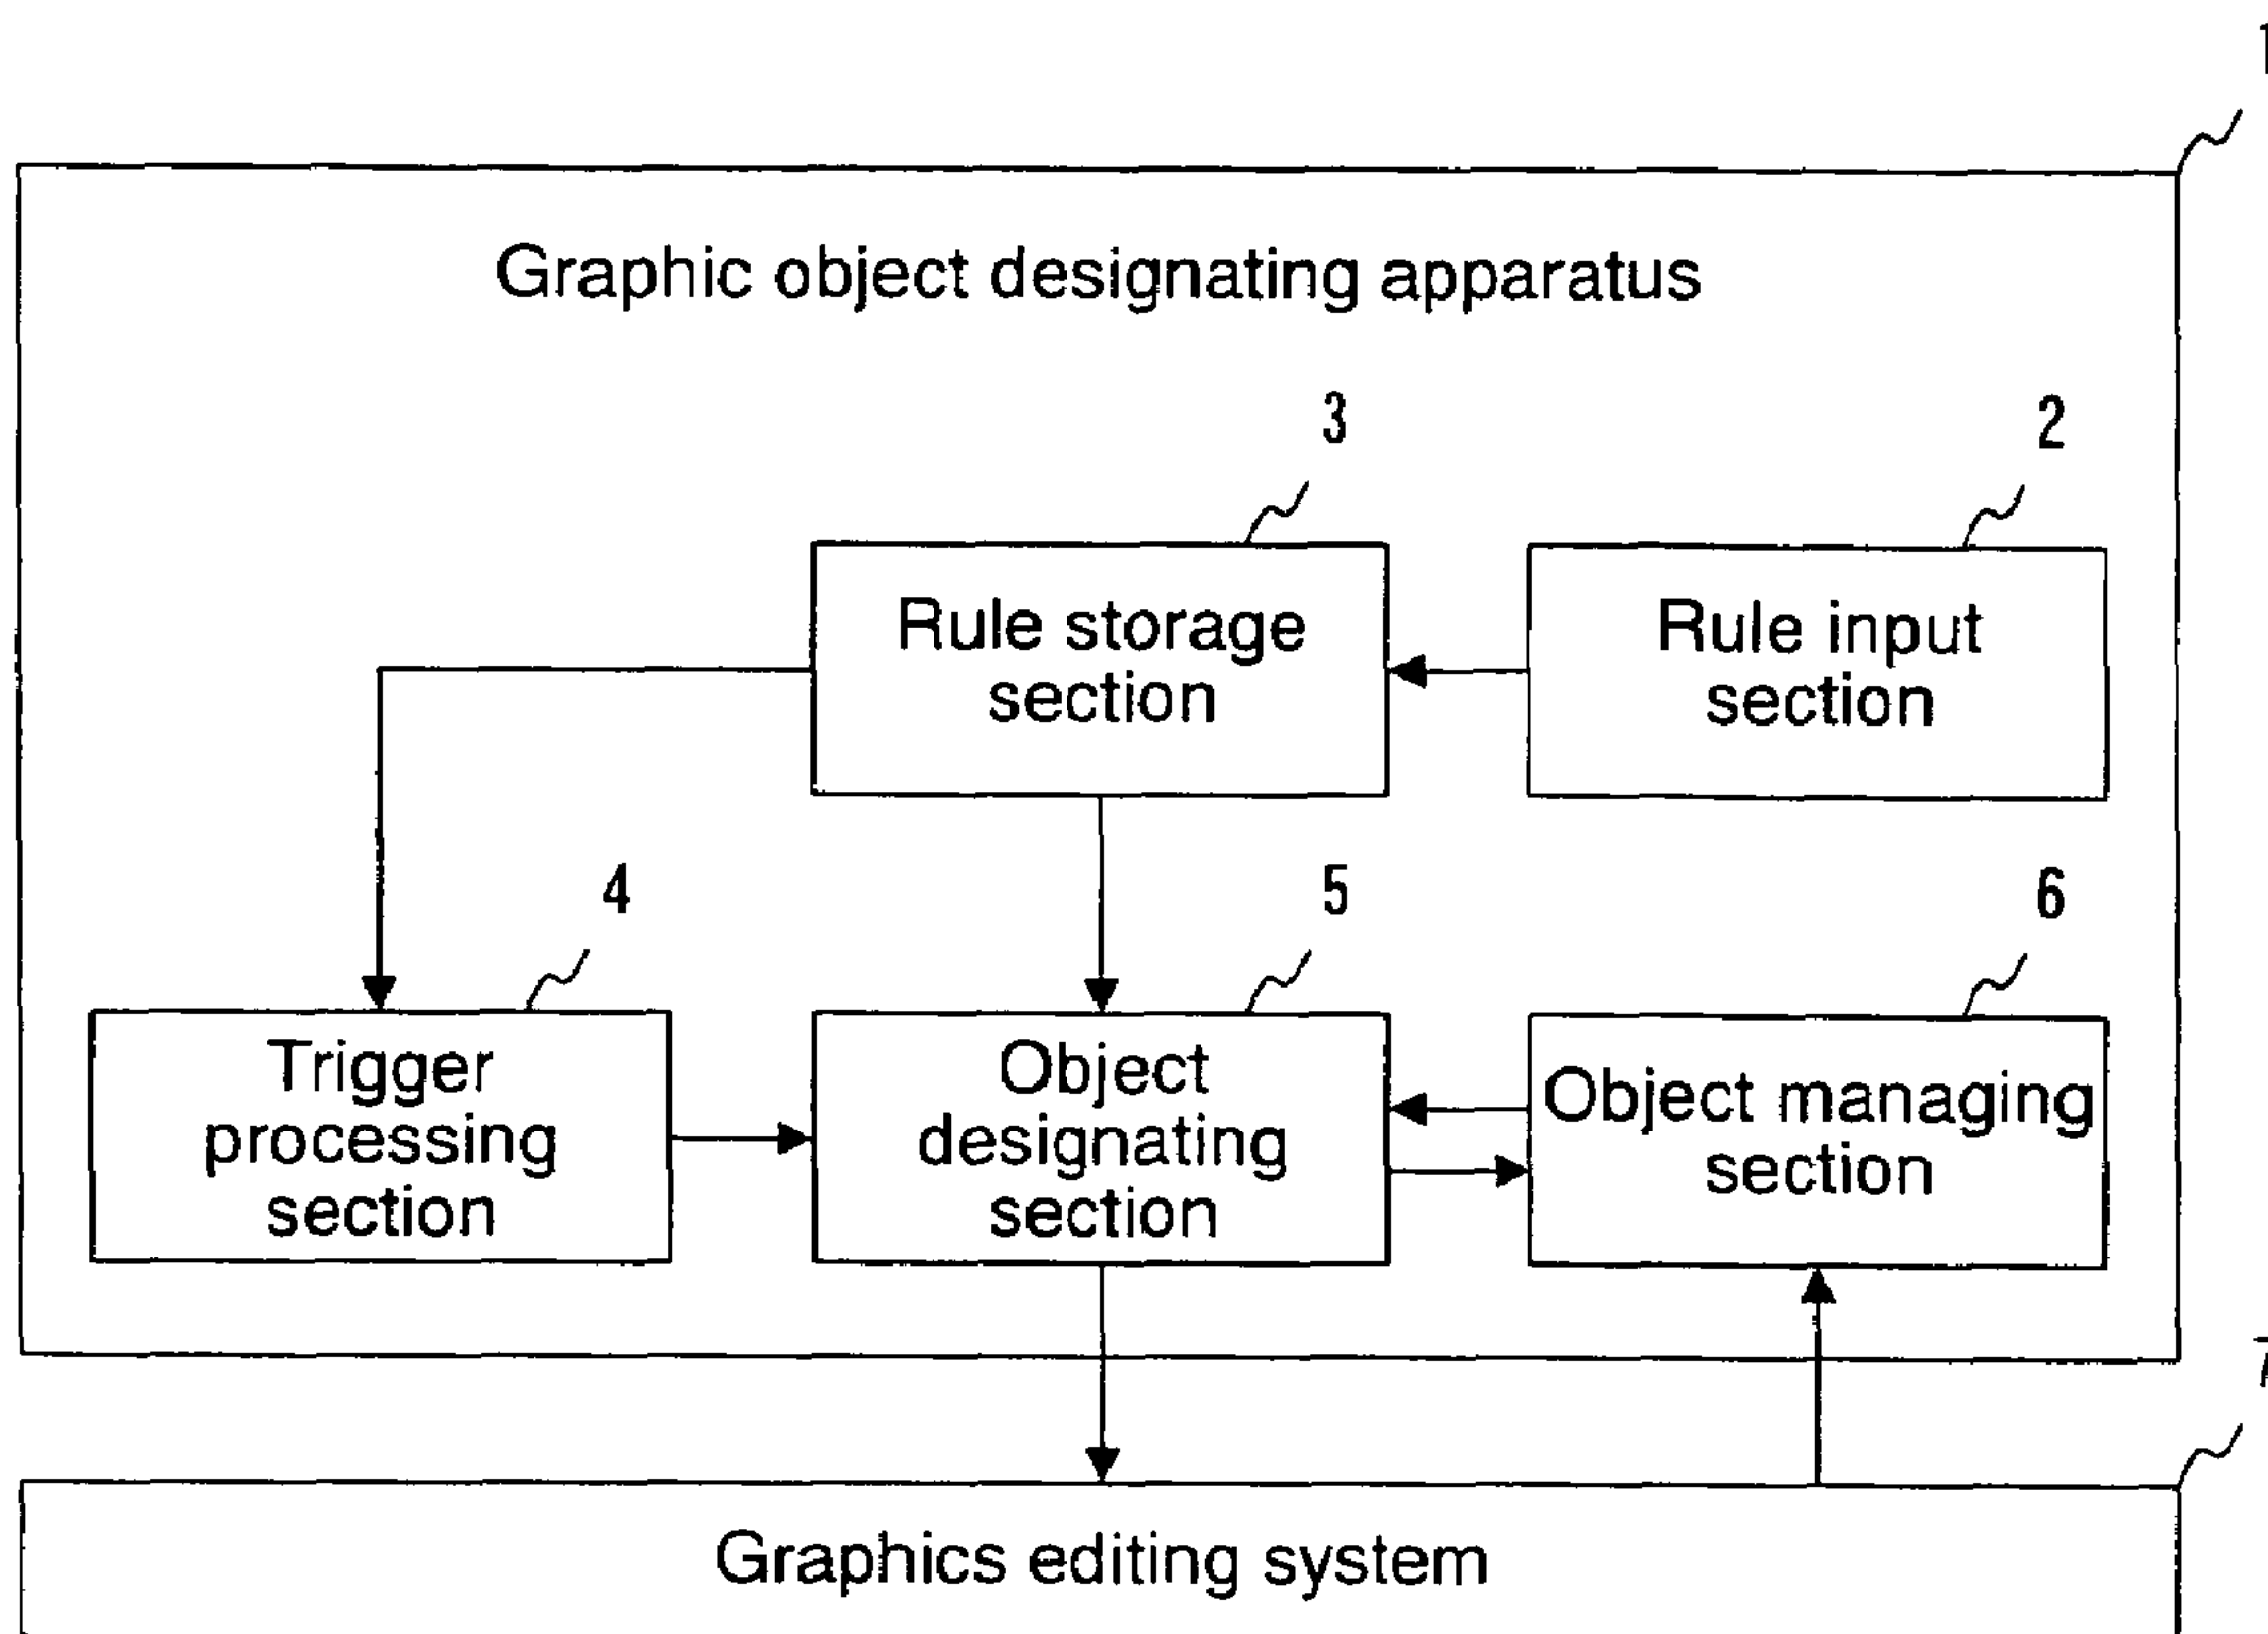 1
Graphic object designating apparatus
3
2
Rule storage
section
Rule input
section
4
5
6
Trigger
processing
section
Object
designating
section
Object managing
section
7
Graphics editing system